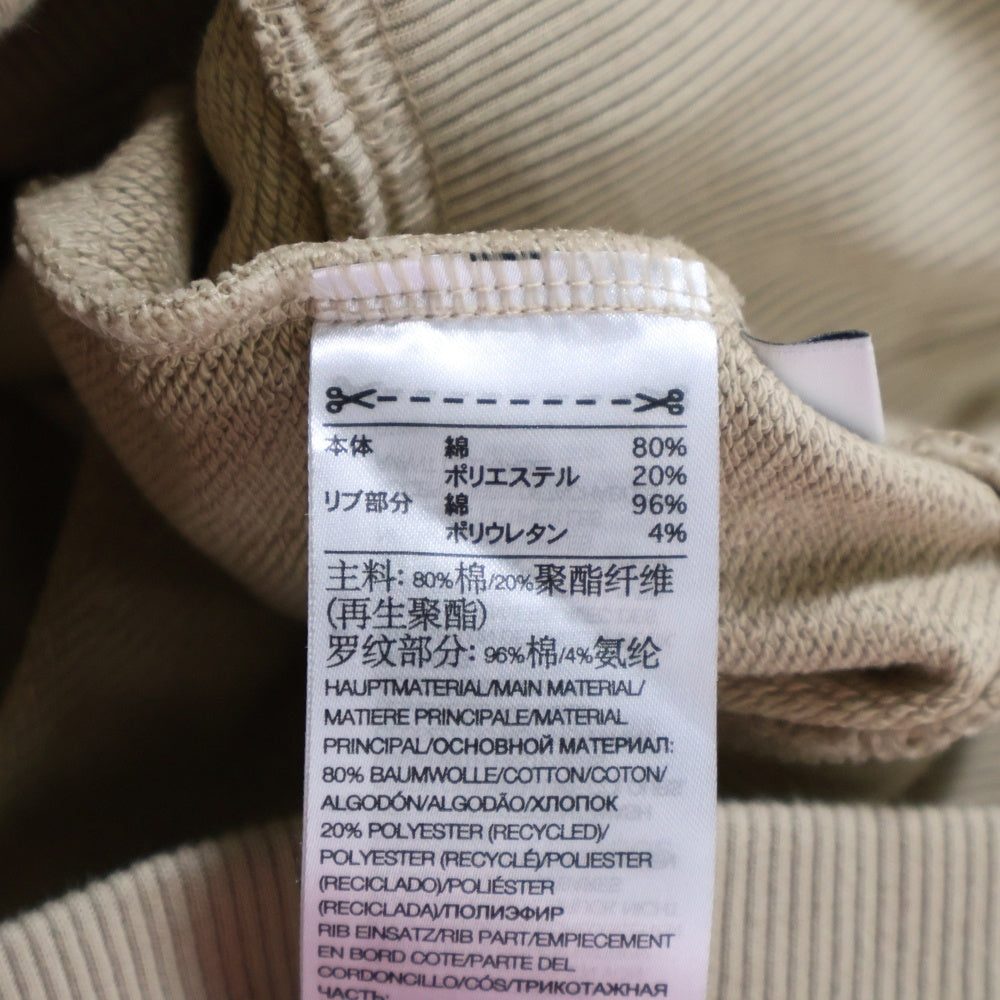 本体 綿 80%
ポリエステル 20%
リブ部分 綿 96%
ポリウレタン 4%
主料: 80%棉/20%聚酯纤维
(再生聚酯)
罗纹部分: 96%棉/4%氨纶
HAUPTMATERIAL/MAIN MATERIAL/
MATIERE PRINCIPALE/MATERIAL
PRINCIPAL/ОСНОВНОЙ МАТЕРИАЛ:
80% BAUMWOLLE/COTTON/COTON/
ALGODÓN/ALGODÃO/ХЛОПОК
20% POLYESTER (RECYCLED)/
POLYESTER (RECYCLÉ)/POLIESTER
(RECICLADO)/POLIÉSTER
(RECICLADA)/ПОЛИЭФИР
RIB EINSATZ/RIB PART/EMPIECEMENT
EN BORD COTE/PARTE DEL
CORDONCILLO/CÓS/ТРИКОТАЖНАЯ
ЧАСТЬ: